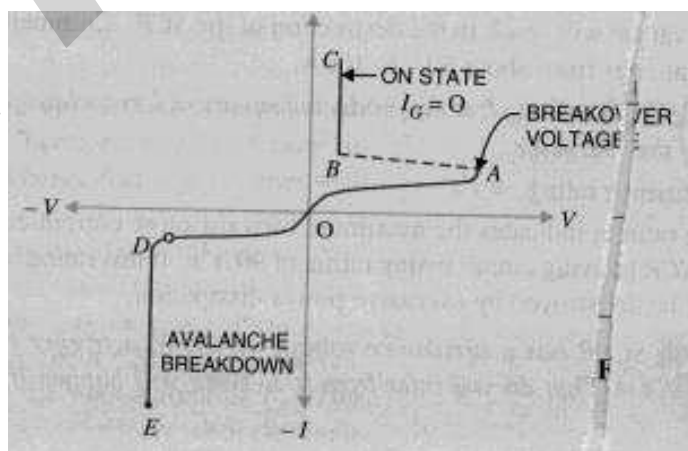 C
ON STATE
I_G = O
BREAKOVER
VOLTAGE
B
A
– V
O
V
D
AVALANCHE
BREAKDOWN
E
– I